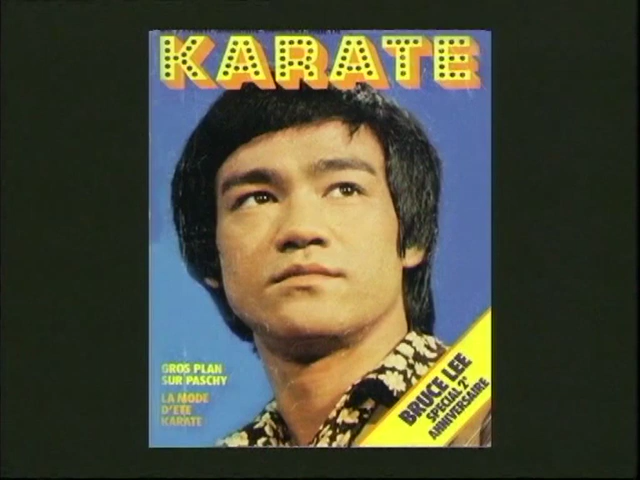 KARATE
GROS PLAN
SUR PASCHY
LA MODE
D'ETE
KARATE
BRUCE LEE
SPECIAL 2e
ANNIVERSAIRE